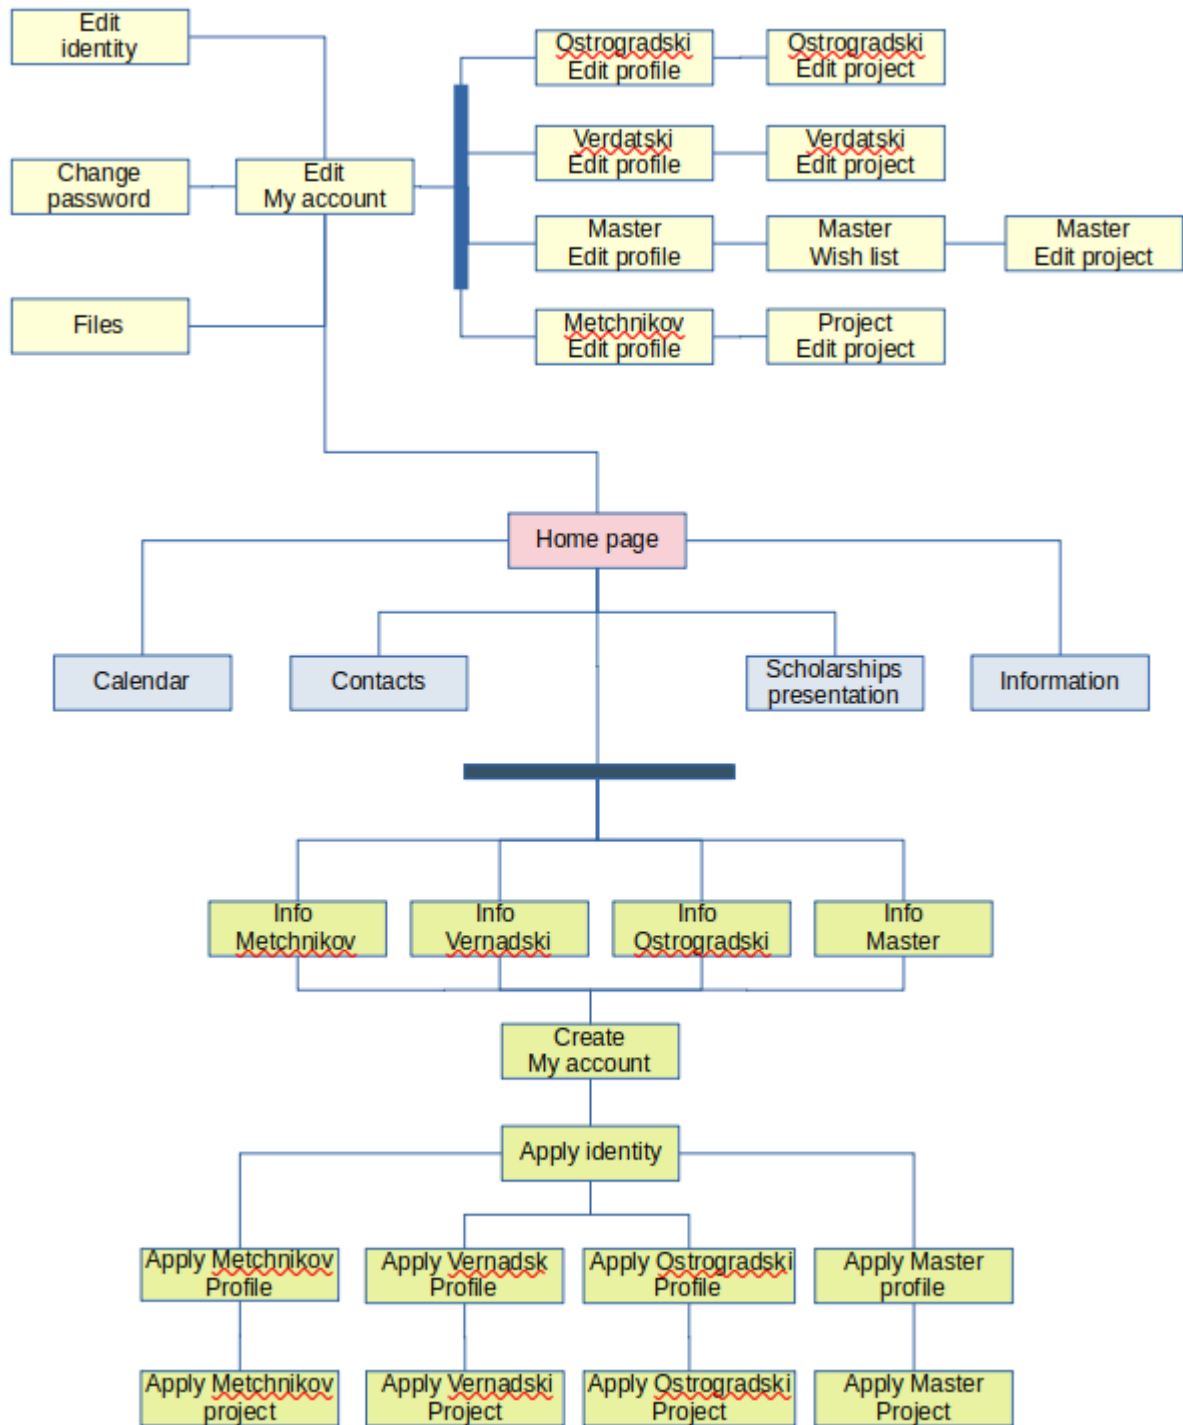 Edit
identity
Ostrogradski
Edit profile
Ostrogradski
Edit project
Verdatski
Edit profile
Verdatski
Edit project
Change
password
Edit
My account
Master
Edit profile
Master
Wish list
Master
Edit project
Files
Metchnikov
Edit profile
Project
Edit project
Home page
Calendar
Contacts
Scholarships
presentation
Information
Info
Metchnikov
Info
Vernadski
Info
Ostrogradski
Info
Master
Create
My account
Apply identity
Apply Metchnikov
Profile
Apply Vernadsk
Profile
Apply Ostrogradski
Profile
Apply Master
profile
Apply Metchnikov
project
Apply Vernadski
Project
Apply Ostrogradski
Project
Apply Master
Project